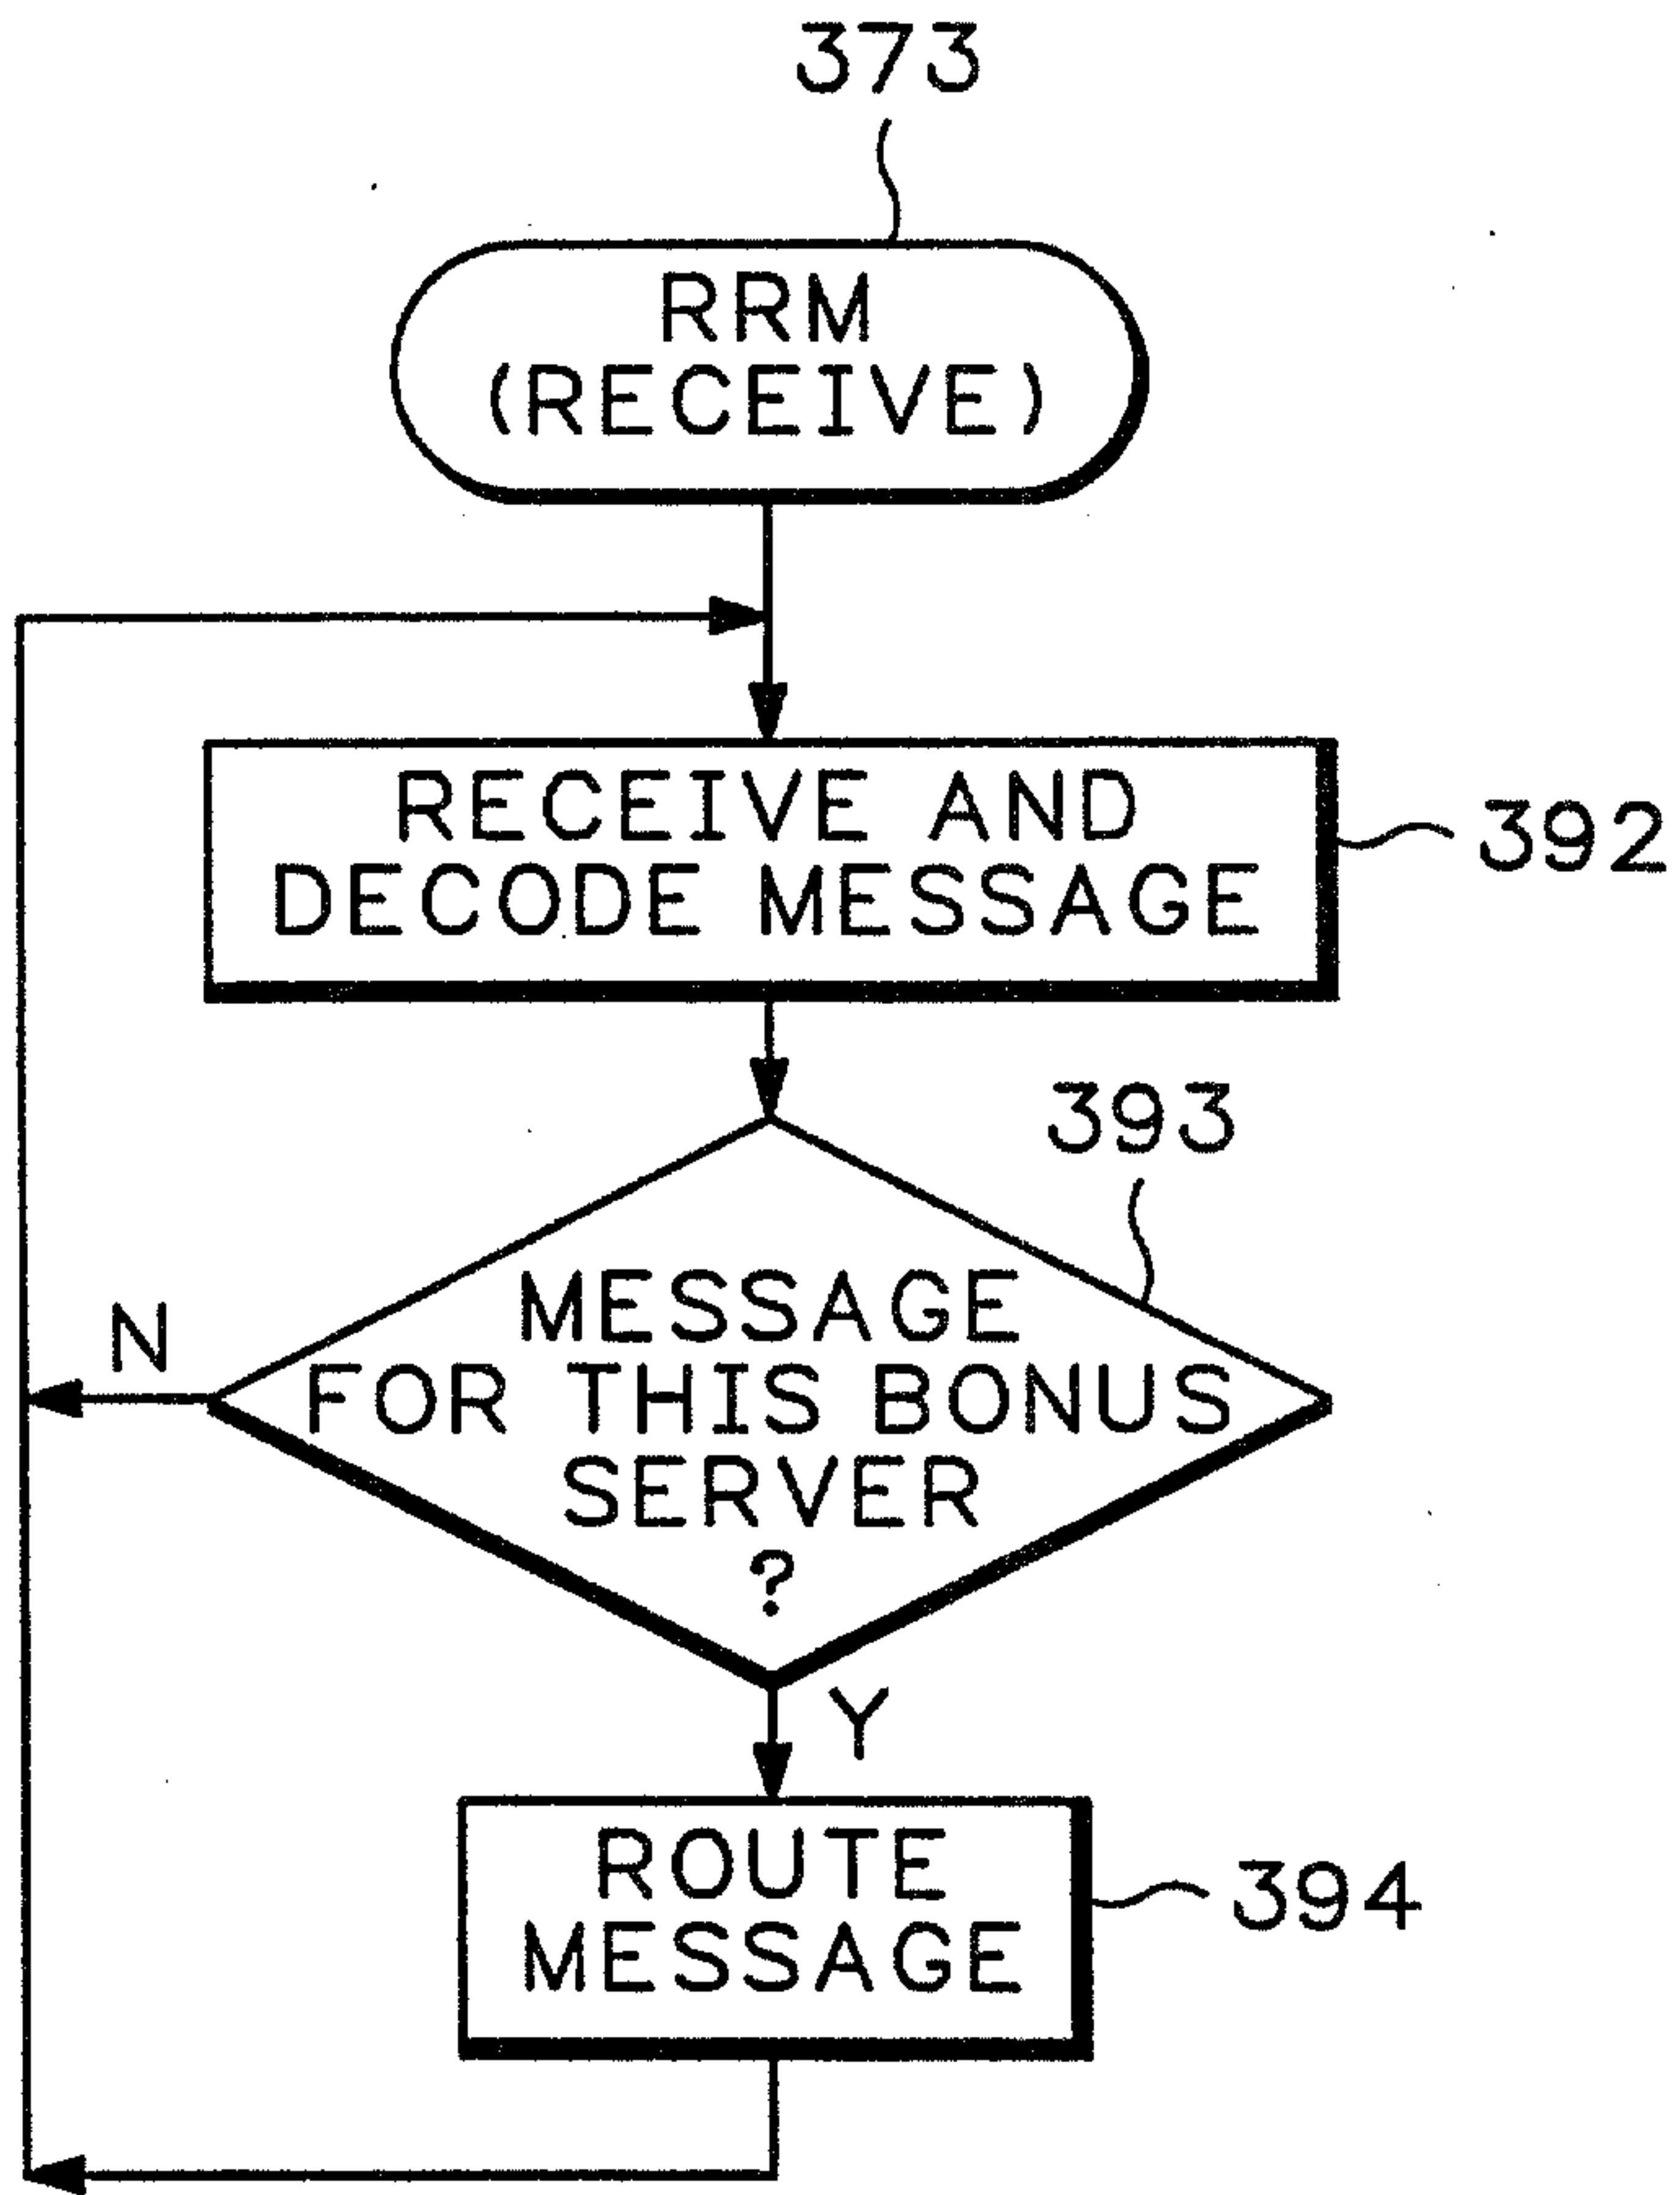 373
RRM
(RECEIVE)
RECEIVE AND
DECODE MESSAGE
392
393
MESSAGE
FOR THIS BONUS
SERVER
?
N
Y
ROUTE
MESSAGE
394